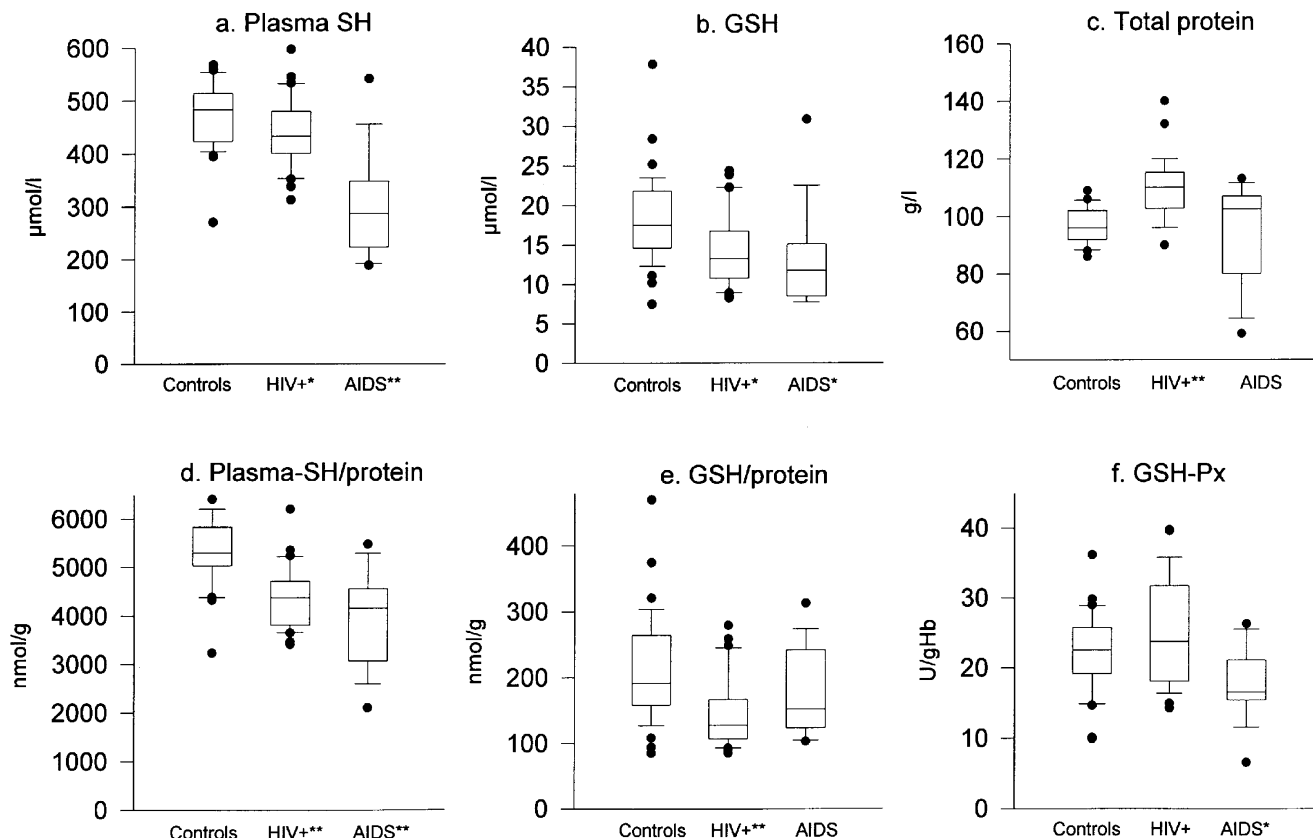 a. Plasma SH
600
500
400
300
200
100
0
µmol/l
Controls HIV+* AIDS**
b. GSH
40
35
30
25
20
15
10
5
0
µmol/l
Controls HIV+* AIDS*
c. Total protein
160
140
120
100
80
60
g/l
Controls HIV+** AIDS
d. Plasma-SH/protein
6000
5000
4000
3000
2000
1000
0
nmol/g
Controls HIV+** AIDS**
e. GSH/protein
400
300
200
100
0
nmol/g
Controls HIV+** AIDS
f. GSH-Px
40
30
20
10
0
U/gHb
Controls HIV+ AIDS*